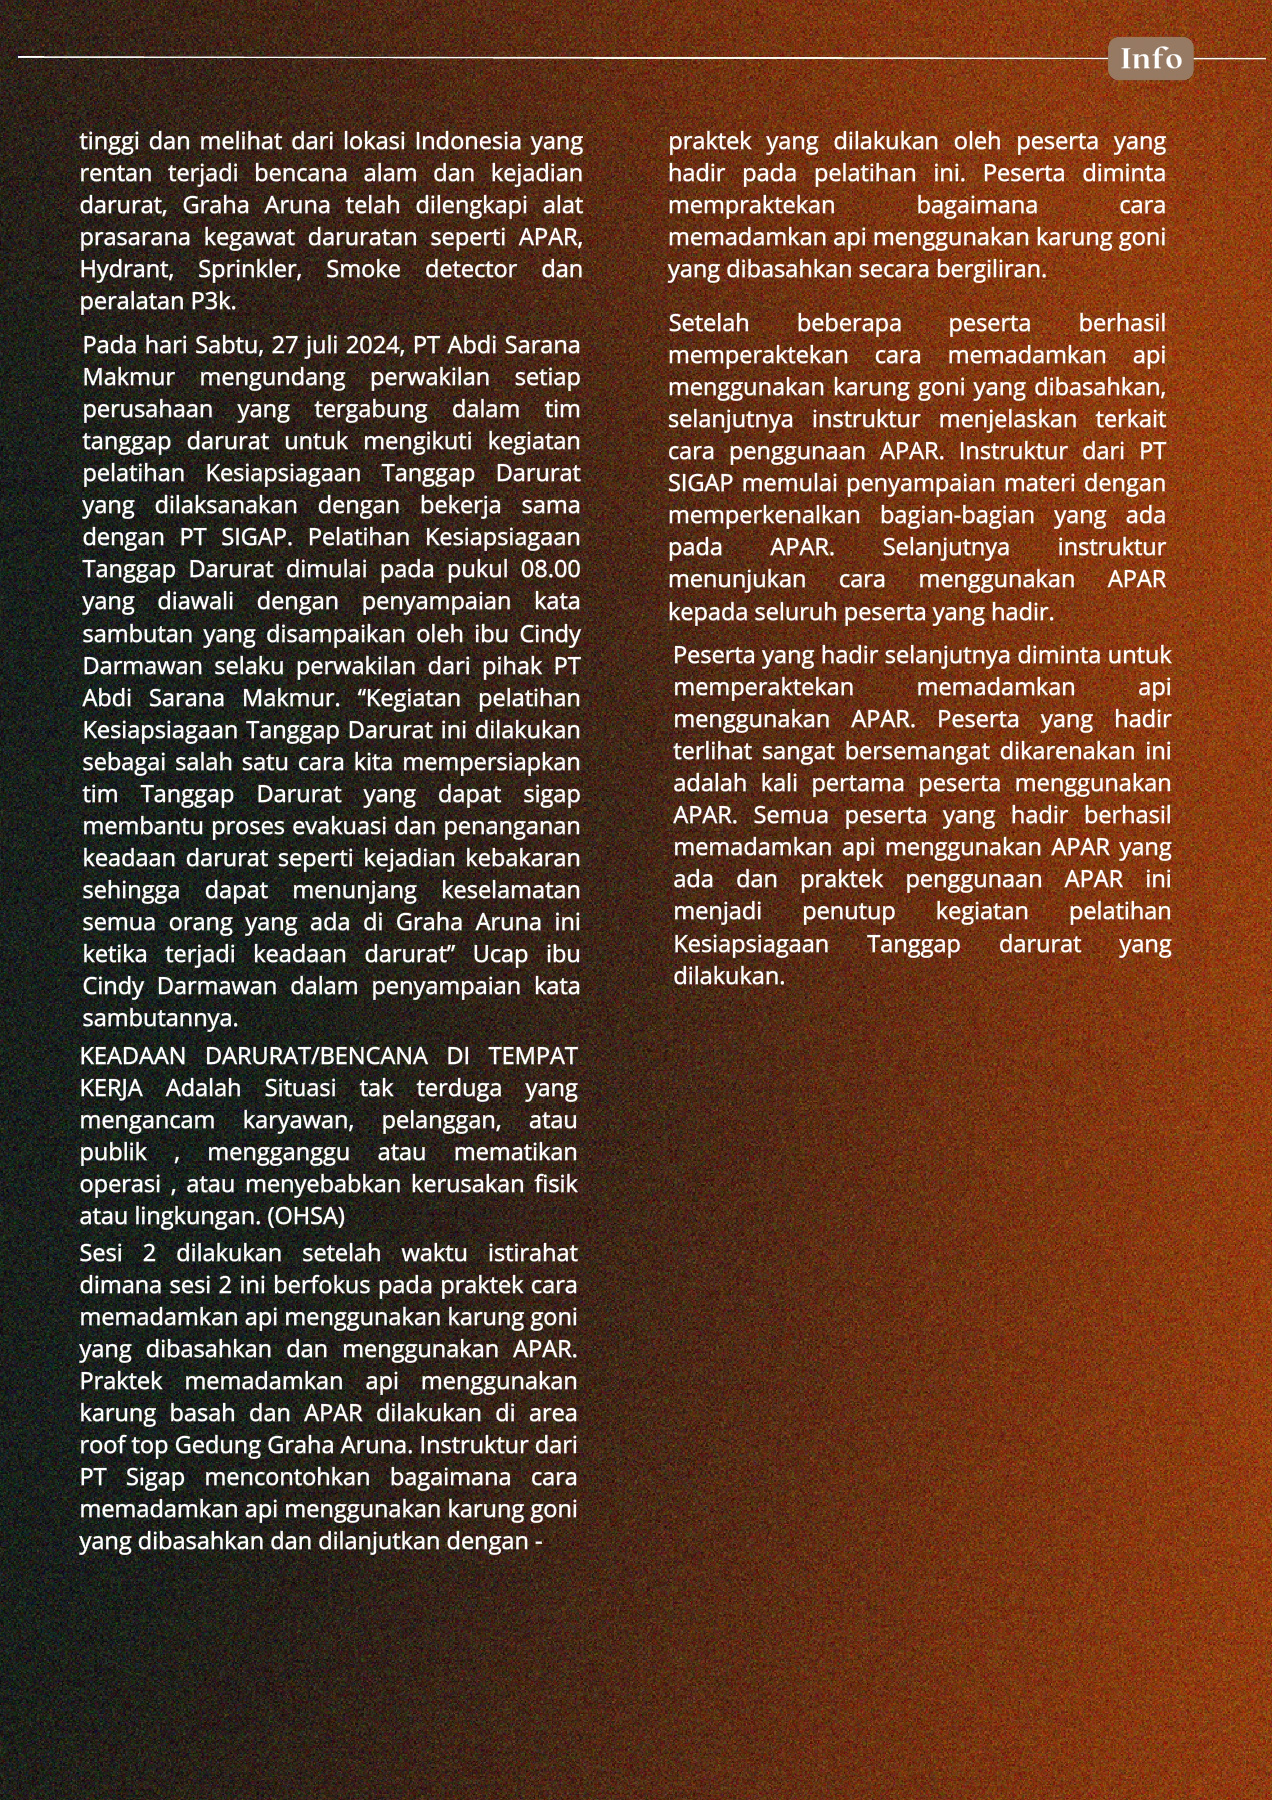 Info
tinggi dan melihat dari lokasi Indonesia yang
rentan terjadi bencana alam dan kejadian
darurat, Graha Aruna telah dilengkapi alat
prasarana kegawat daruratan seperti APAR,
Hydrant, Sprinkler, Smoke detector dan
peralatan P3k.
Pada hari Sabtu, 27 juli 2024, PT Abdi Sarana
Makmur mengundang perwakilan setiap
perusahaan yang tergabung dalam tim
tanggap darurat untuk mengikuti kegiatan
pelatihan Kesiapsiagaan Tanggap Darurat
yang dilaksanakan dengan bekerja sama
dengan PT SIGAP. Pelatihan Kesiapsiagaan
Tanggap Darurat dimulai pada pukul 08.00
yang diawali dengan penyampaian kata
sambutan yang disampaikan oleh ibu Cindy
Darmawan selaku perwakilan dari pihak PT
Abdi Sarana Makmur. “Kegiatan pelatihan
Kesiapsiagaan Tanggap Darurat ini dilakukan
sebagai salah satu cara kita mempersiapkan
tim Tanggap Darurat yang dapat sigap
membantu proses evakuasi dan penanganan
keadaan darurat seperti kejadian kebakaran
sehingga dapat menunjang keselamatan
semua orang yang ada di Graha Aruna ini
ketika terjadi keadaan darurat” Ucap ibu
Cindy Darmawan dalam penyampaian kata
sambutannya.
KEADAAN DARURAT/BENCANA DI TEMPAT
KERJA Adalah Situasi tak terduga yang
mengancam karyawan, pelanggan, atau
publik , mengganggu atau mematikan
operasi , atau menyebabkan kerusakan fisik
atau lingkungan. (OHSA)
Sesi 2 dilakukan setelah waktu istirahat
dimana sesi 2 ini berfokus pada praktek cara
memadamkan api menggunakan karung goni
yang dibasahkan dan menggunakan APAR.
Praktek memadamkan api menggunakan
karung basah dan APAR dilakukan di area
roof top Gedung Graha Aruna. Instruktur dari
PT Sigap mencontohkan bagaimana cara
memadamkan api menggunakan karung goni
yang dibasahkan dan dilanjutkan dengan -
praktek yang dilakukan oleh peserta yang
hadir pada pelatihan ini. Peserta diminta
mempraktekan bagaimana cara
memadamkan api menggunakan karung goni
yang dibasahkan secara bergiliran.
Setelah beberapa peserta berhasil
memperaktekan cara memadamkan api
menggunakan karung goni yang dibasahkan,
selanjutnya instruktur menjelaskan terkait
cara penggunaan APAR. Instruktur dari PT
SIGAP memulai penyampaian materi dengan
memperkenalkan bagian-bagian yang ada
pada APAR. Selanjutnya instruktur
menunjukan cara menggunakan APAR
kepada seluruh peserta yang hadir.
Peserta yang hadir selanjutnya diminta untuk
memperaktekan memadamkan api
menggunakan APAR. Peserta yang hadir
terlihat sangat bersemangat dikarenakan ini
adalah kali pertama peserta menggunakan
APAR. Semua peserta yang hadir berhasil
memadamkan api menggunakan APAR yang
ada dan praktek penggunaan APAR ini
menjadi penutup kegiatan pelatihan
Kesiapsiagaan Tanggap darurat yang
dilakukan.